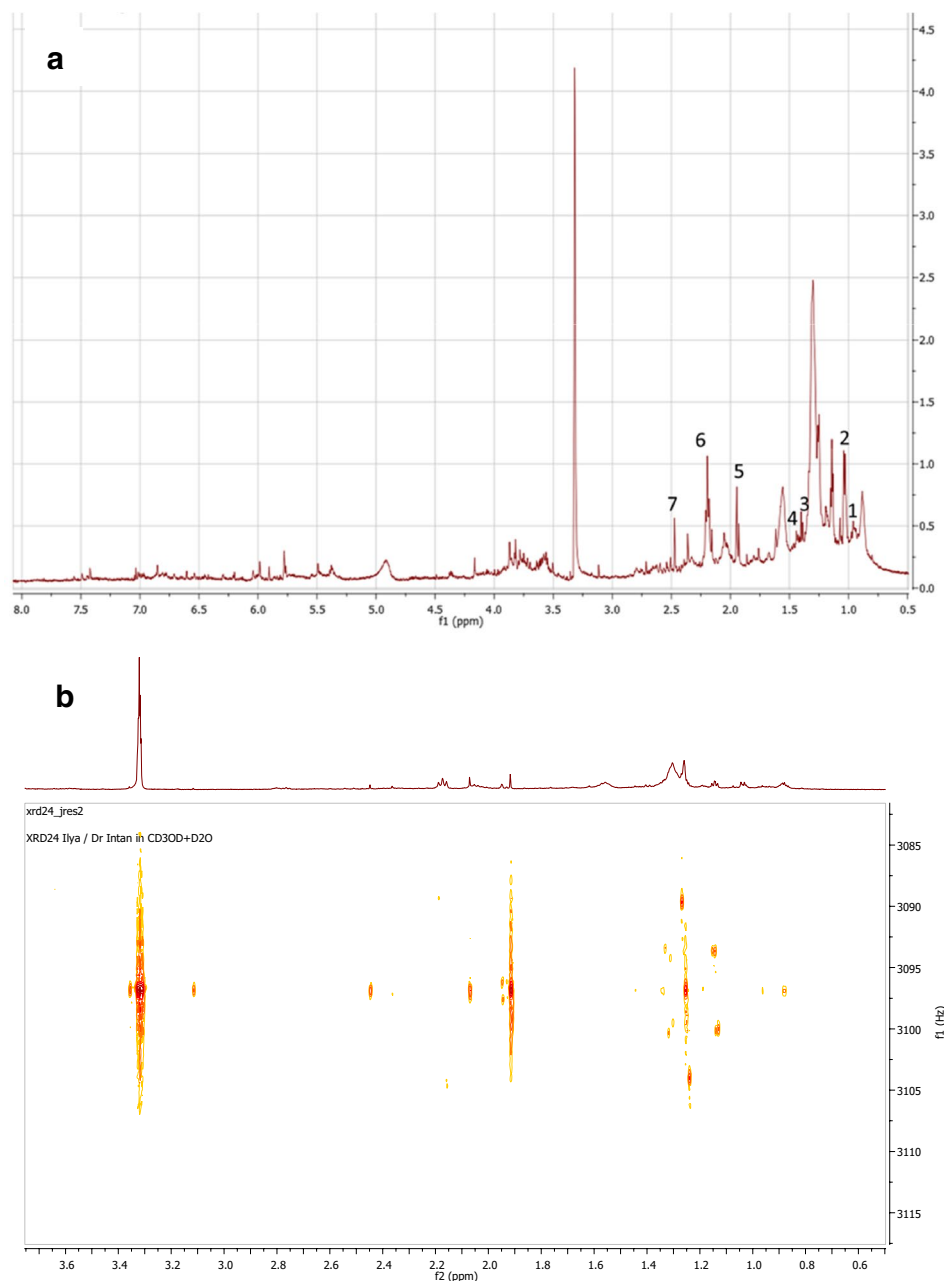 a
4.5
4.0
3.5
3.0
2.5
2.0
1.5
1.0
0.5
0.0
7 6 5 4 3 2 1
8.0 7.5 7.0 6.5 6.0 5.5 5.0 4.5 4.0 3.5 3.0 2.5 2.0 1.5 1.0 0.5
f1 (ppm)
b
xrd24_jres2
XRD24 Ilya / Dr Intan in CD3OD+D2O
3085
3090
3095
3100
3105
3110
3115
f1 (Hz)
3.6 3.4 3.2 3.0 2.8 2.6 2.4 2.2 2.0 1.8 1.6 1.4 1.2 1.0 0.8 0.6
f2 (ppm)